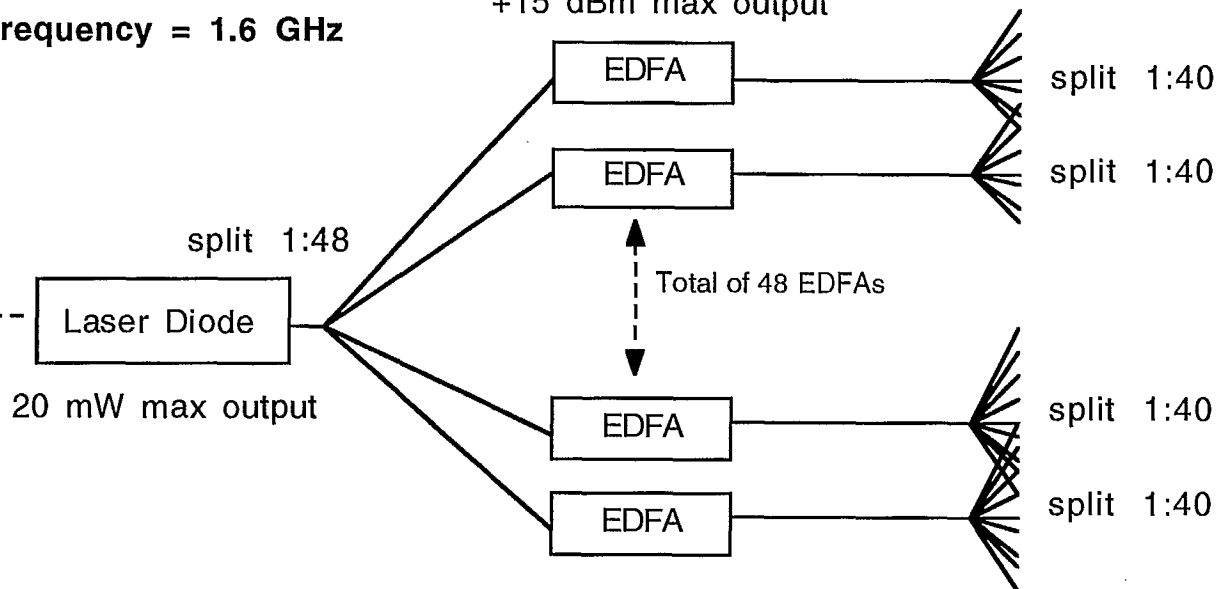 +15 dBm max output
requency = 1.6 GHz
EDFA
split 1:40
EDFA
split 1:40
split 1:48
Total of 48 EDFAs
Laser Diode
20 mW max output
EDFA
split 1:40
EDFA
split 1:40